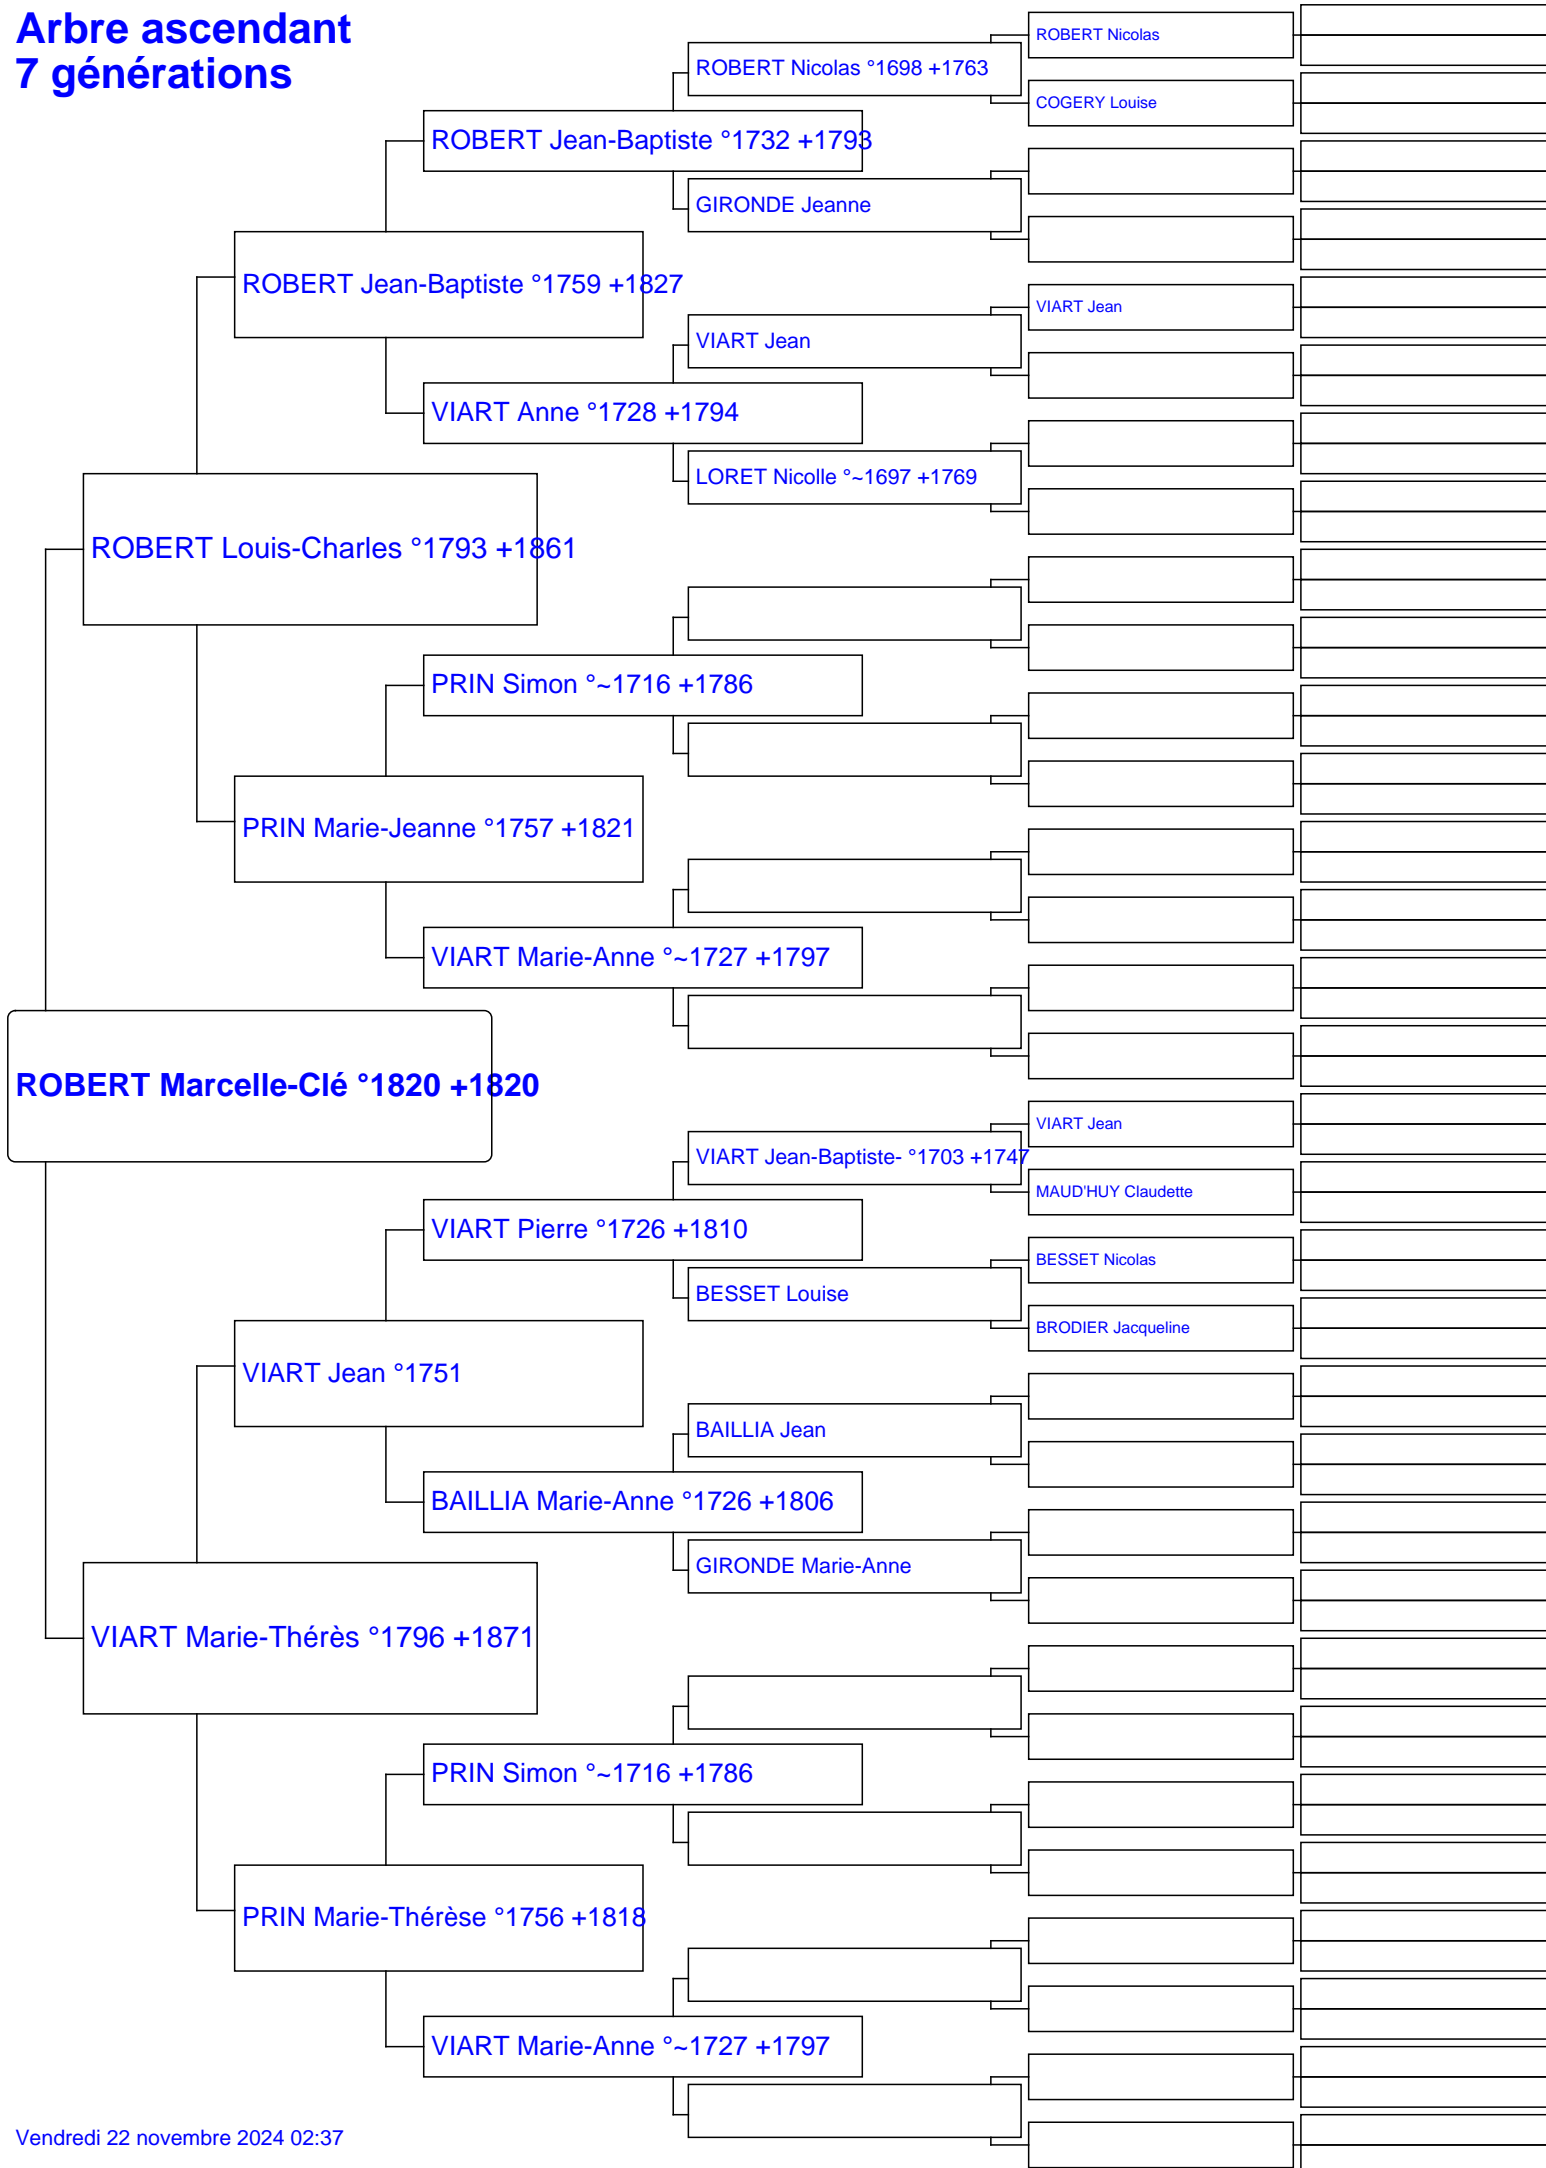 Arbre ascendant
7 générations
ROBERT Nicolas
ROBERT Nicolas °1698 +1763
COGERY Louise
ROBERT Jean-Baptiste °1732 +1793
GIRONDE Jeanne
ROBERT Jean-Baptiste °1759 +1827
VIART Jean
VIART Jean
VIART Anne °1728 +1794
LORET Nicolle °~1697 +1769
ROBERT Louis-Charles °1793 +1861
PRIN Simon °~1716 +1786
PRIN Marie-Jeanne °1757 +1821
VIART Marie-Anne °~1727 +1797
ROBERT Marcelle-Clé °1820 +1820
VIART Jean
VIART Jean-Baptiste- °1703 +1747
MAUD'HUY Claudette
VIART Pierre °1726 +1810
BESSET Nicolas
BESSET Louise
BRODIER Jacqueline
VIART Jean °1751
BAILLIA Jean
BAILLIA Marie-Anne °1726 +1806
GIRONDE Marie-Anne
VIART Marie-Thérès °1796 +1871
PRIN Simon °~1716 +1786
PRIN Marie-Thérèse °1756 +1818
VIART Marie-Anne °~1727 +1797
Vendredi 22 novembre 2024 02:37